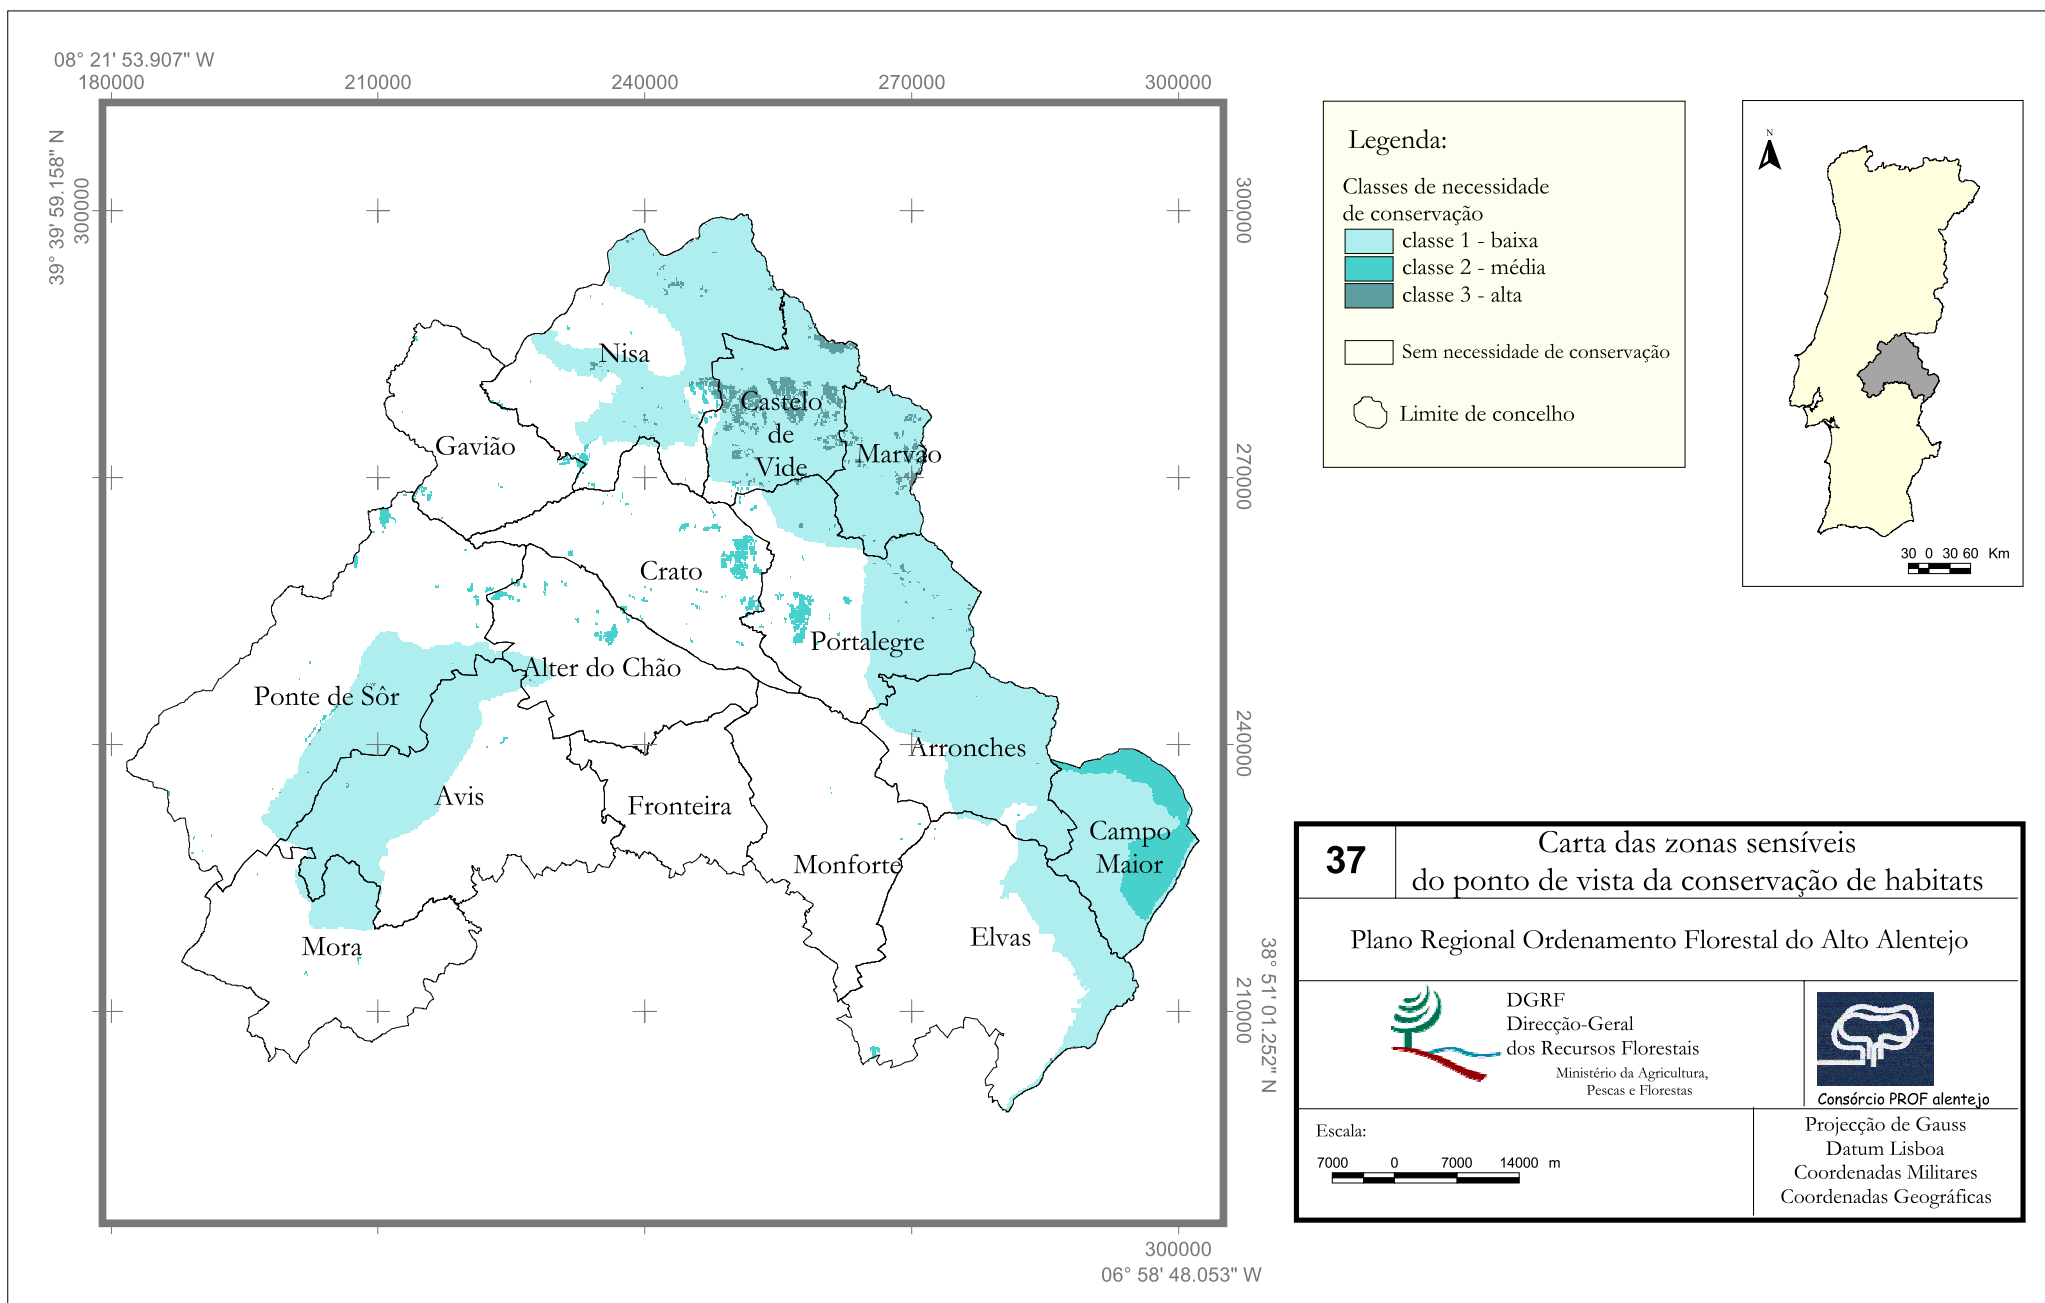 08° 21' 53.907" W
180000
210000
240000
270000
300000
39° 39' 59.158" N
300000
300000
270000
240000
210000
38° 51' 01.252" N
300000
06° 58' 48.053" W
Nisa
Castelo
de
Vide
Marvão
Gavião
Crato
Portalegre
Alter do Chão
Ponte de Sôr
Arronches
Avis
Fronteira
Campo
Maior
Monforte
Elvas
Mora
Legenda:
Classes de necessidade
de conservação
classe 1 - baixa
classe 2 - média
classe 3 - alta
Sem necessidade de conservação
Limite de concelho
N
30 0 30 60 Km
37
Carta das zonas sensíveis
do ponto de vista da conservação de habitats
Plano Regional Ordenamento Florestal do Alto Alentejo
DGRF
Direcção-Geral
dos Recursos Florestais
Ministério da Agricultura,
Pescas e Florestas
Consórcio PROF alentejo
Escala:
7000 0 7000 14000 m
Projecção de Gauss
Datum Lisboa
Coordenadas Militares
Coordenadas Geográficas